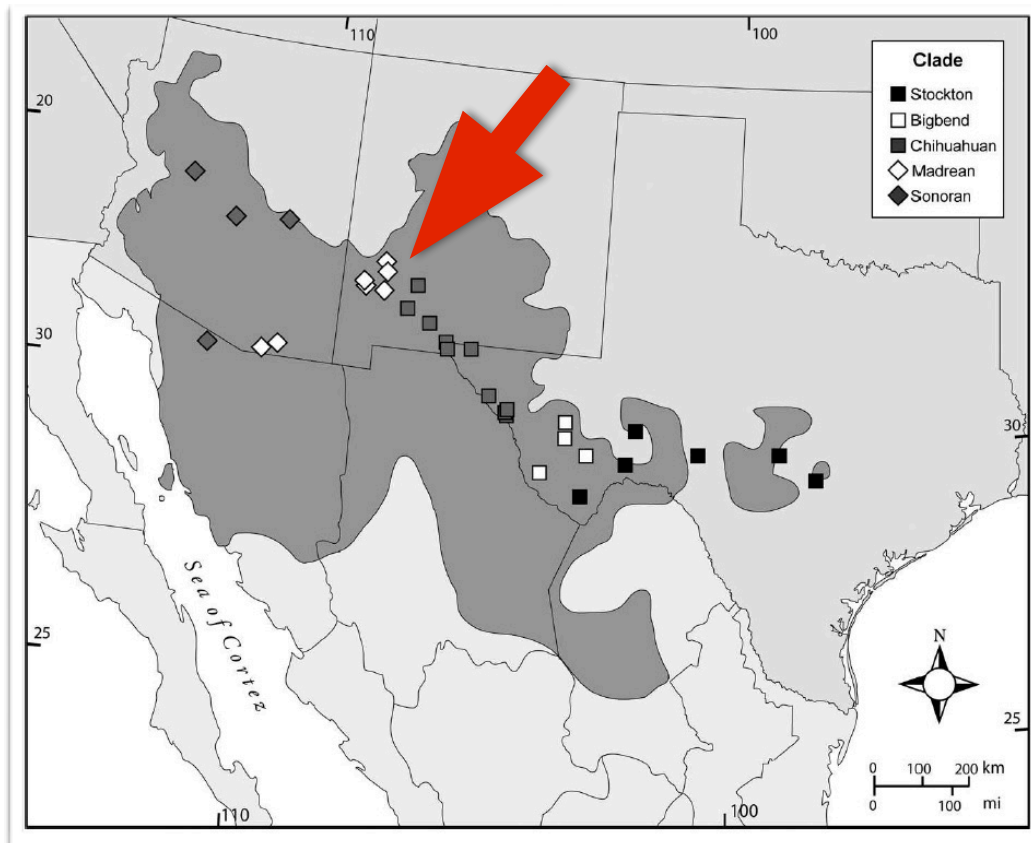 110
100
Clade
Stockton
Bigbend
Chihuahuan
Madrean
Sonoran
20
30
30
Sea of Cortez
25
N
25
0 100 200 km
0 100 mi
110
100